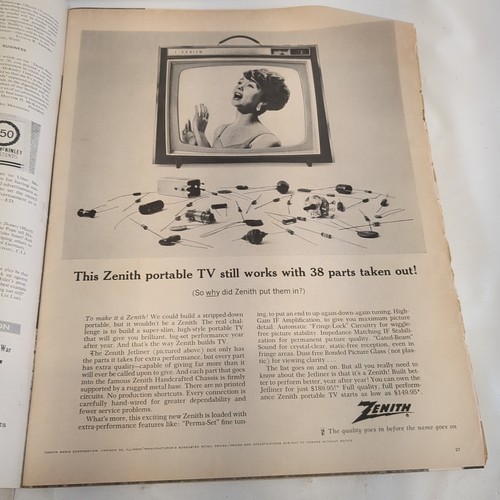 BUSINESS
50
McKINLEY
ZENITH
This Zenith portable TV still works with 38 parts taken out!
(So why did Zenith put them in?)
To make it a Zenith! We could build a stripped-down
portable, but it wouldn't be a Zenith. The real chal-
lenge is to build a super-slim, high-style portable TV
that will give you brilliant, big-set performance year
after year. And that's the way Zenith builds TV.
The Zenith Jetliner (pictured above) not only has the
parts it takes for extra performance, but every part
has extra quality—capable of giving far more than it
will ever be called upon to give. And each part goes
into the famous Zenith Handcrafted Chassis is firmly
supported by a rugged metal base. There are no printed
circuits. No production shortcuts. Every connection is
carefully hand-wired for greater dependability and
fewer service problems.
What's more, this exciting new Zenith is loaded with
extra-performance features like: "Perma-Set" fine tun-
ing, to put an end to up-again-down-again tuning. High-
Gain IF Amplification, to give you maximum picture
detail. Automatic "Fringe-Lock" Circuitry for wiggle-
free picture stability. Impedance Matching IF Stabili-
zation for permanent picture quality. "Gated-Beam"
Sound for crystal-clear, static-free reception, even in
fringe areas. Dust-free Bonded Picture Glass (not plas-
tic) for viewing clarity
The list goes on and on. But all you really need to
know about the Jetliner is that it's a Zenith! Built bet-
ter to perform better, year after year! You can own the
Jetliner for just $189.95!* Full quality, full perform-
ance Zenith portable TV starts as low as $149.95*.
ZENITH
The quality goes in before the name goes on
27